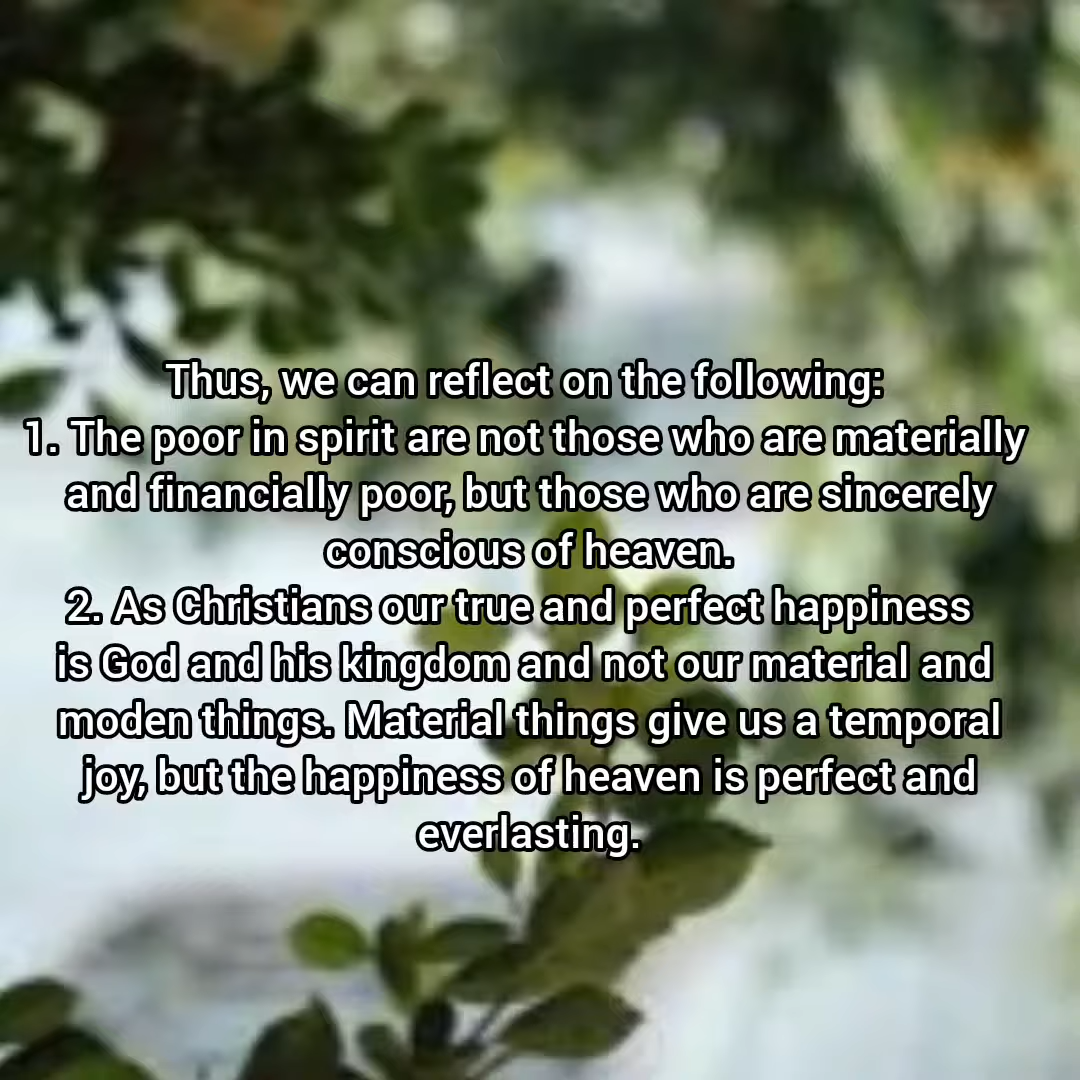 Thus, we can reflect on the following:
1. The poor in spirit are not those who are materially
and financially poor, but those who are sincerely
conscious of heaven.
2. As Christians our true and perfect happiness
is God and his kingdom and not our material and
moden things. Material things give us a temporal
joy, but the happiness of heaven is perfect and
everlasting.